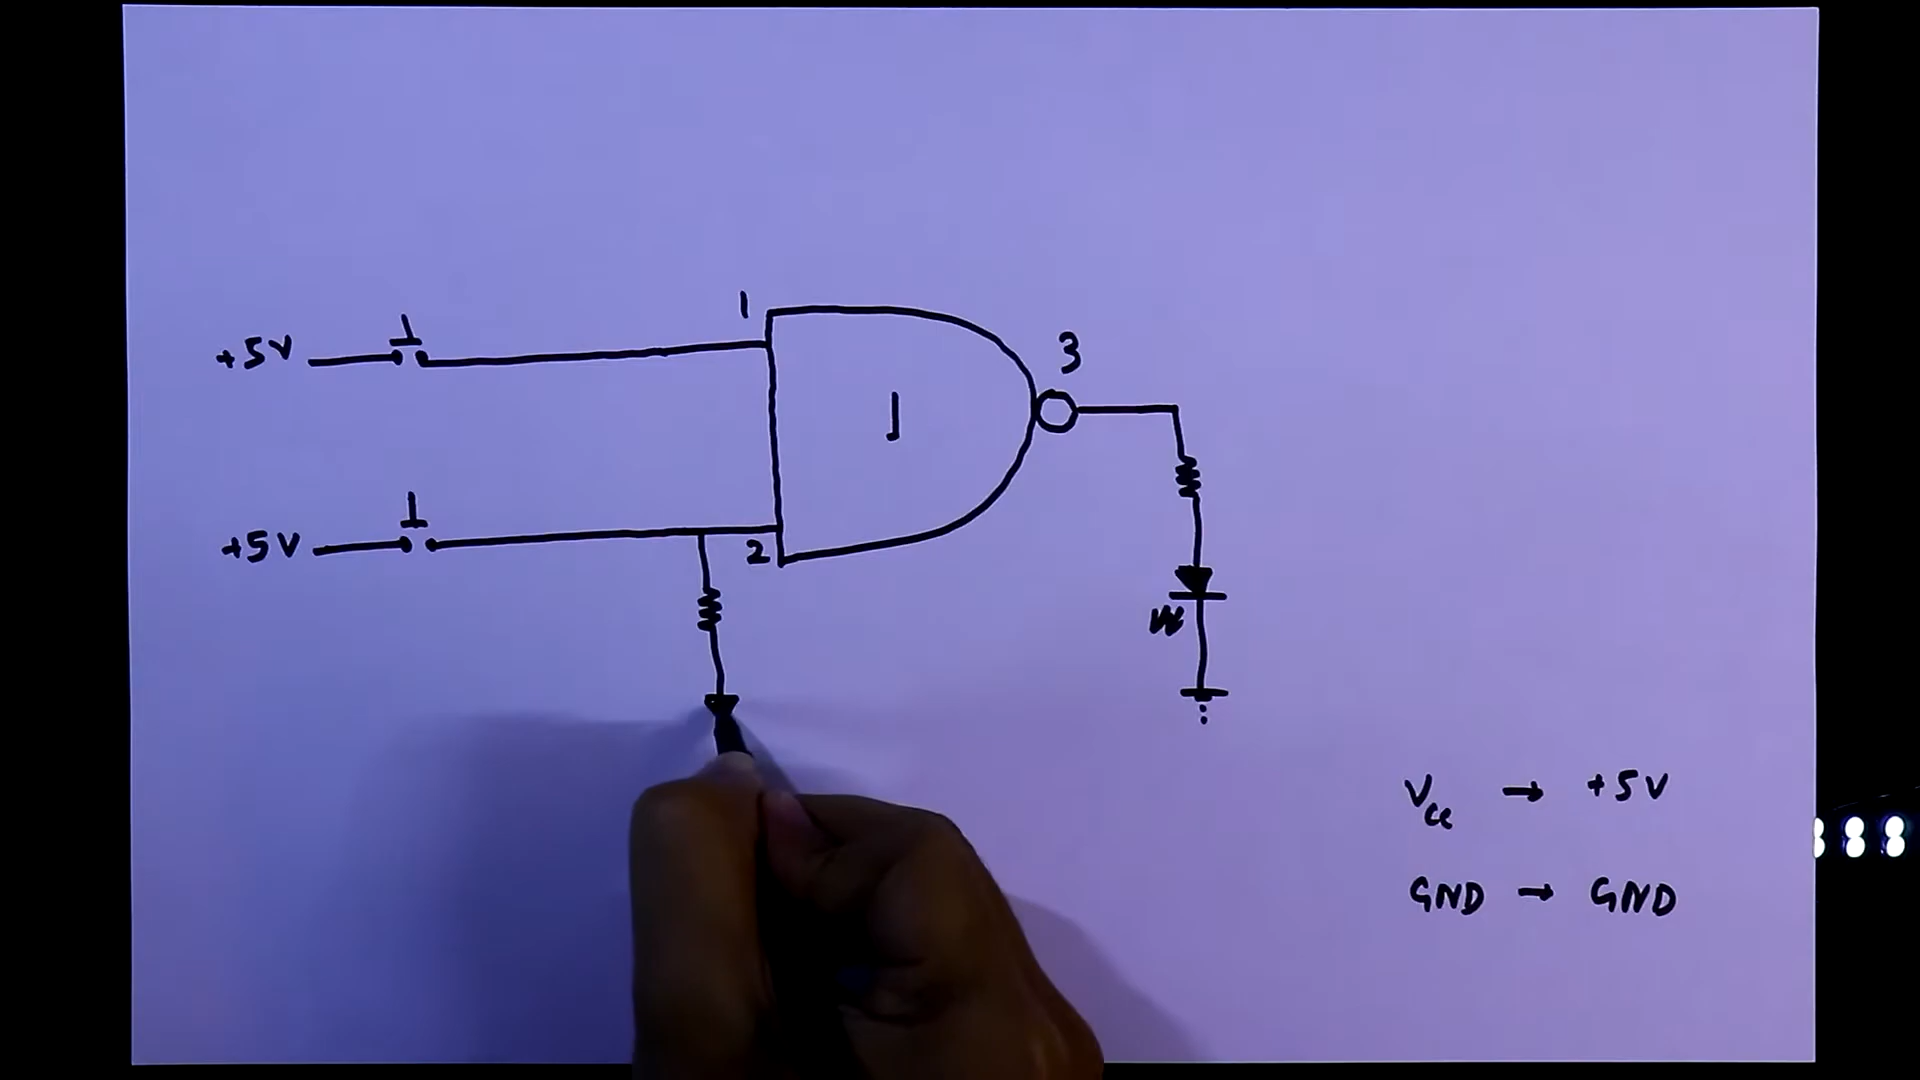 1
3
+5V
1
+5V
2
Vcc → +5V
GND → GND